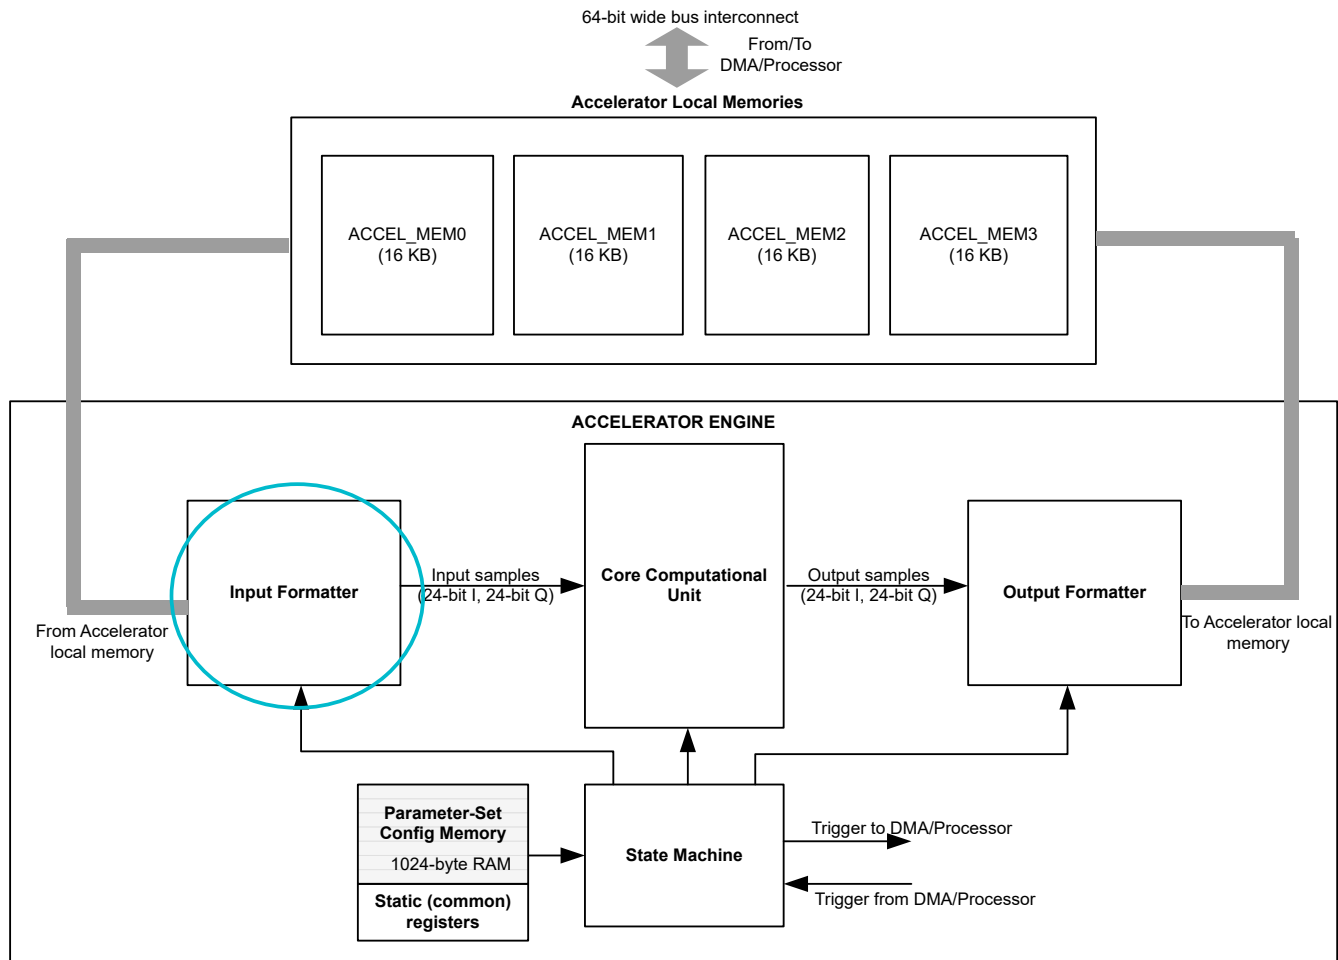 64-bit wide bus interconnect
From/To
DMA/Processor
Accelerator Local Memories
ACCEL_MEM0
(16 KB)
ACCEL_MEM1
(16 KB)
ACCEL_MEM2
(16 KB)
ACCEL_MEM3
(16 KB)
ACCELERATOR ENGINE
Input Formatter
Input samples
(24-bit I, 24-bit Q)
Core Computational
Unit
Output samples
(24-bit I, 24-bit Q)
Output Formatter
From Accelerator
local memory
To Accelerator local
memory
Parameter-Set
Config Memory
1024-byte RAM
Static (common)
registers
State Machine
Trigger to DMA/Processor
Trigger from DMA/Processor